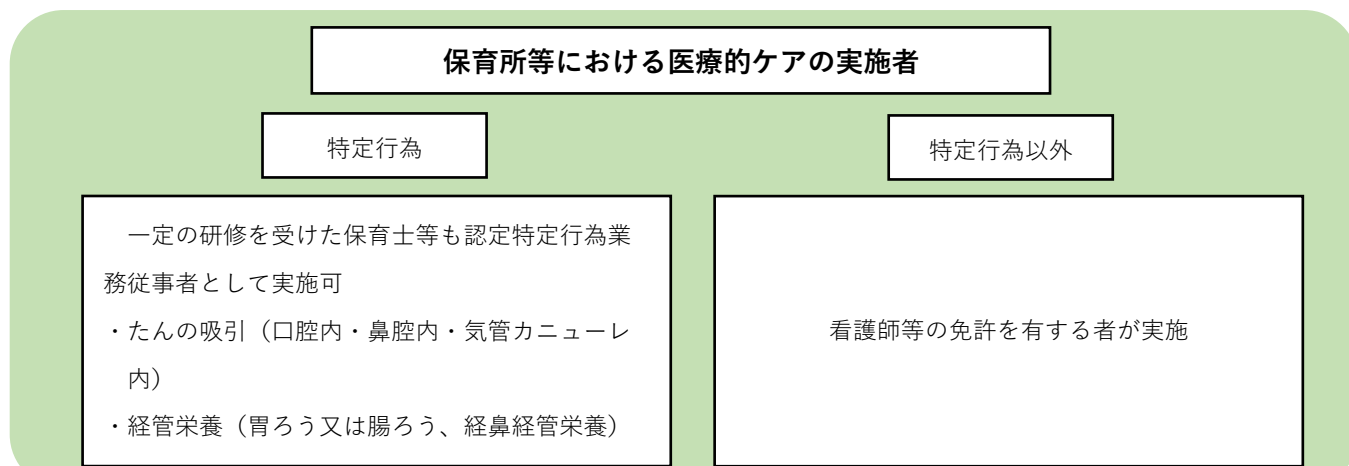 保育所等における医療的ケアの実施者
特定行為
特定行為以外
一定の研修を受けた保育士等も認定特定行為業
務従事者として実施可
・たんの吸引（口腔内・鼻腔内・気管カニューレ
内）
・経管栄養（胃ろう又は腸ろう、経鼻経管栄養）
看護師等の免許を有する者が実施